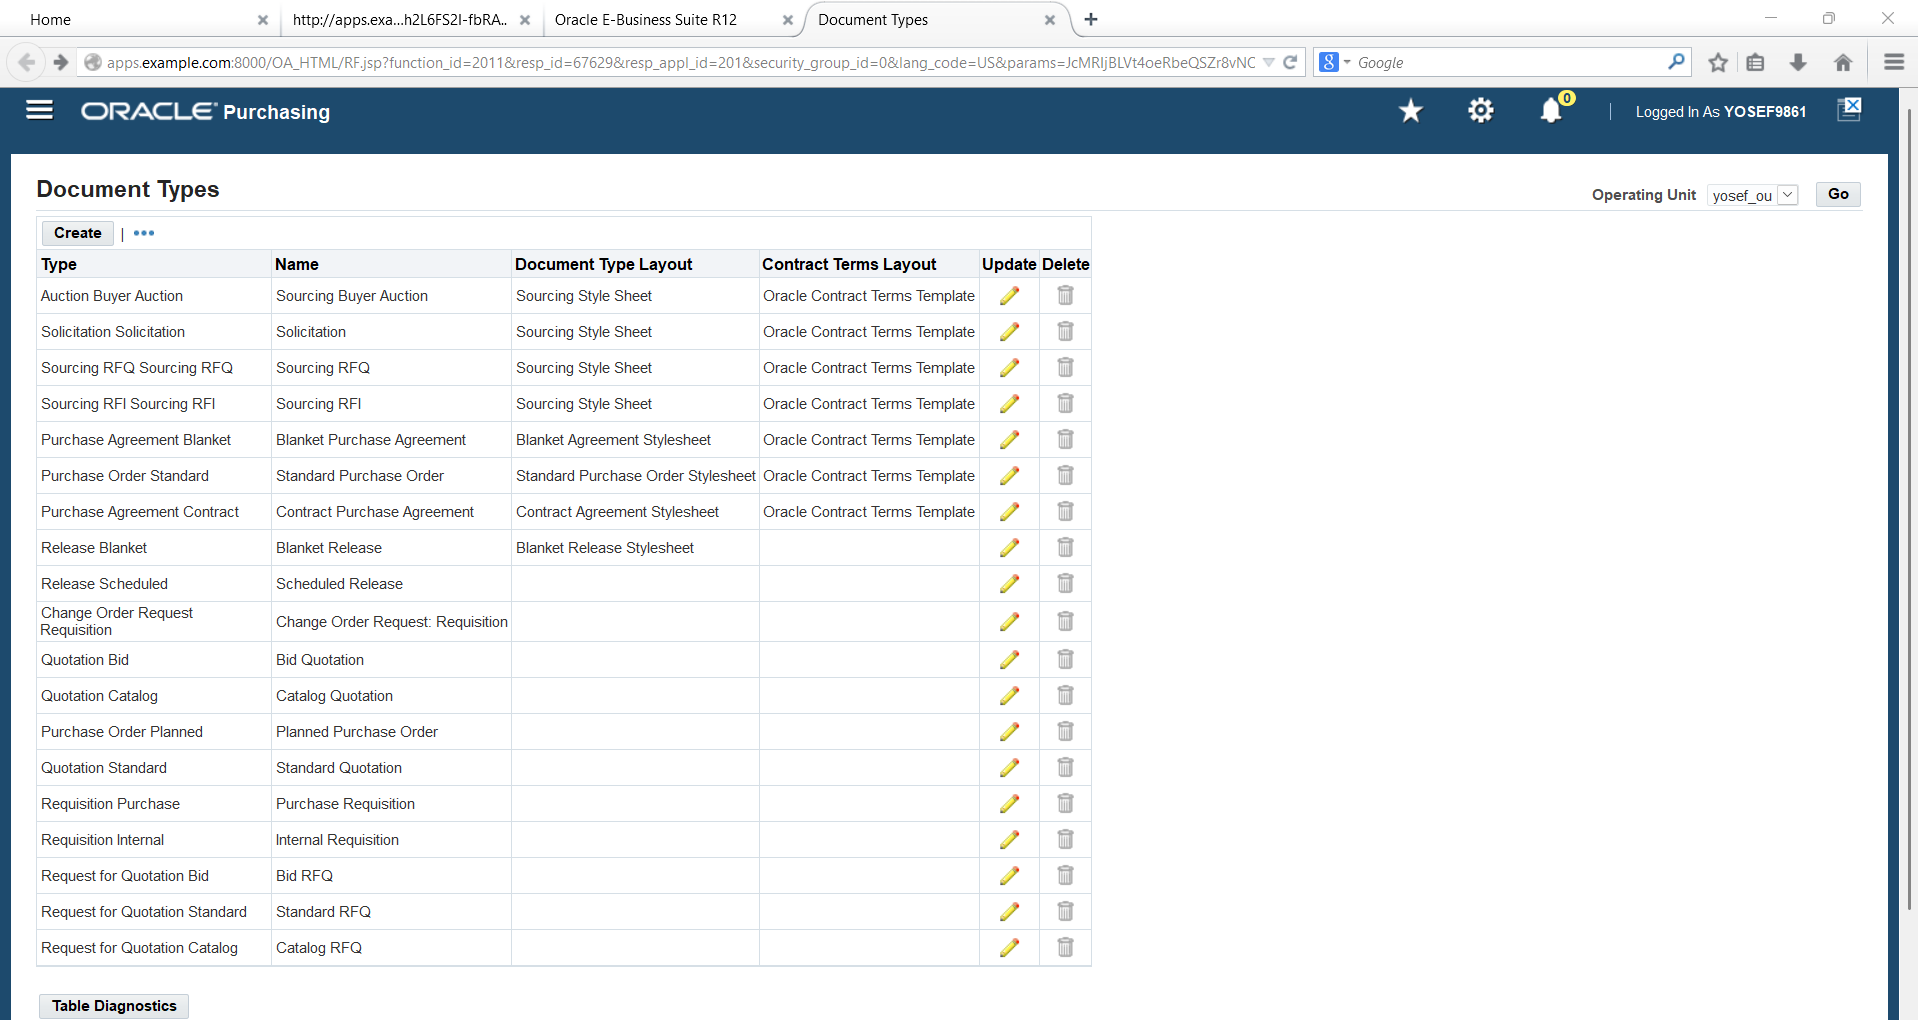 Home
http://apps.exa...h2L6FS2I-fbRA..
Oracle E-Business Suite R12
Document Types
apps.example.com:8000/OA_HTML/RF.jsp?function_id=2011&resp_id=67629&resp_appl_id=201&security_group_id=0&lang_code=US&params=JcMRIjBLVt4oeRbeQSZr8vNC
8 Google
ORACLE Purchasing
0
Logged In As YOSEF9861
Document Types
Operating Unit yosef_ou Go
Create |
Type Name Document Type Layout Contract Terms Layout Update Delete
Auction Buyer Auction Sourcing Buyer Auction Sourcing Style Sheet Oracle Contract Terms Template
Solicitation Solicitation Solicitation Sourcing Style Sheet Oracle Contract Terms Template
Sourcing RFQ Sourcing RFQ Sourcing RFQ Sourcing Style Sheet Oracle Contract Terms Template
Sourcing RFI Sourcing RFI Sourcing RFI Sourcing Style Sheet Oracle Contract Terms Template
Purchase Agreement Blanket Blanket Purchase Agreement Blanket Agreement Stylesheet Oracle Contract Terms Template
Purchase Order Standard Standard Purchase Order Standard Purchase Order Stylesheet Oracle Contract Terms Template
Purchase Agreement Contract Contract Purchase Agreement Contract Agreement Stylesheet Oracle Contract Terms Template
Release Blanket Blanket Release Blanket Release Stylesheet
Release Scheduled Scheduled Release
Change Order Request
Requisition Change Order Request: Requisition
Quotation Bid Bid Quotation
Quotation Catalog Catalog Quotation
Purchase Order Planned Planned Purchase Order
Quotation Standard Standard Quotation
Requisition Purchase Purchase Requisition
Requisition Internal Internal Requisition
Request for Quotation Bid Bid RFQ
Request for Quotation Standard Standard RFQ
Request for Quotation Catalog Catalog RFQ
Table Diagnostics